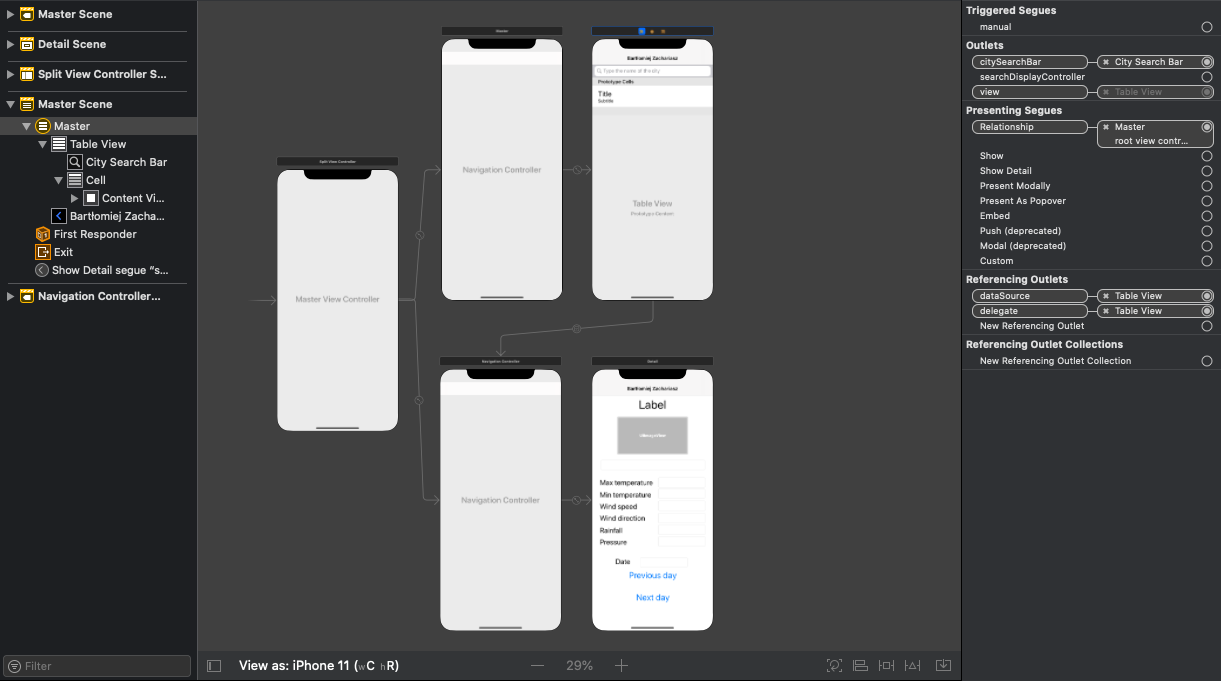 Master Scene
Detail Scene
Split View Controller S...
Master Scene
Master
Table View
City Search Bar
Cell
Content Vi...
Bartłomiej Zacha...
First Responder
Exit
Show Detail segue “s...
Navigation Controller...
Filter
Split View Controller
Master View Controller
Master
Navigation Controller
Bartłomiej Zachariasz
Type the name of the city
Prototype Cells
Title
Subtitle
Table View
Prototype Content
Navigation Controller
Navigation Controller
Detail
Bartłomiej Zachariasz
Label
UIImageView
Max temperature
Min temperature
Wind speed
Wind direction
Rainfall
Pressure
Date
Previous day
Next day
View as: iPhone 11 (wC hR)
29%
Triggered Segues
manual
Outlets
citySearchBar City Search Bar
searchDisplayController
view Table View
Presenting Segues
Relationship Master
root view contr...
Show
Show Detail
Present Modally
Present As Popover
Embed
Push (deprecated)
Modal (deprecated)
Custom
Referencing Outlets
dataSource Table View
delegate Table View
New Referencing Outlet
Referencing Outlet Collections
New Referencing Outlet Collection